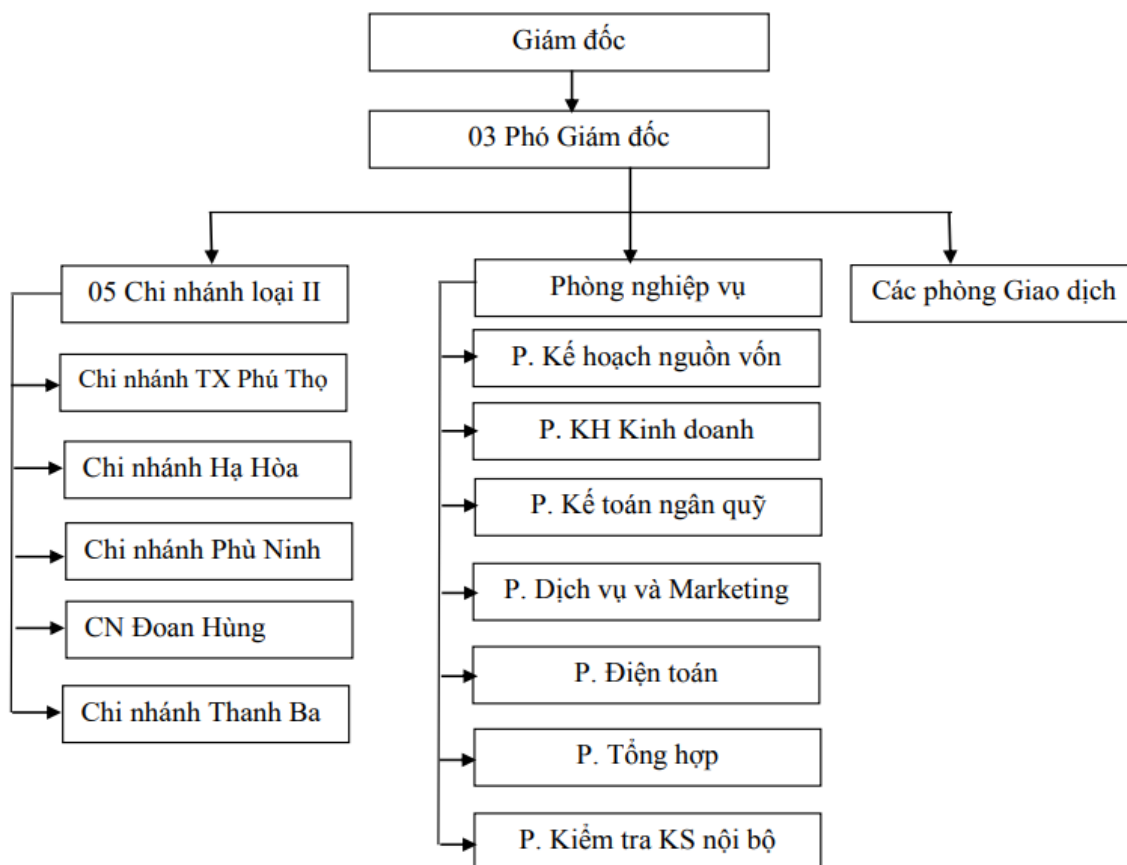 Giám đốc
03 Phó Giám đốc
05 Chi nhánh loại II
Chi nhánh TX Phú Thọ
Chi nhánh Hạ Hòa
Chi nhánh Phù Ninh
CN Đoan Hùng
Chi nhánh Thanh Ba
Phòng nghiệp vụ
P. Kế hoạch nguồn vốn
P. KH Kinh doanh
P. Kế toán ngân quỹ
P. Dịch vụ và Marketing
P. Điện toán
P. Tổng hợp
P. Kiểm tra KS nội bộ
Các phòng Giao dịch